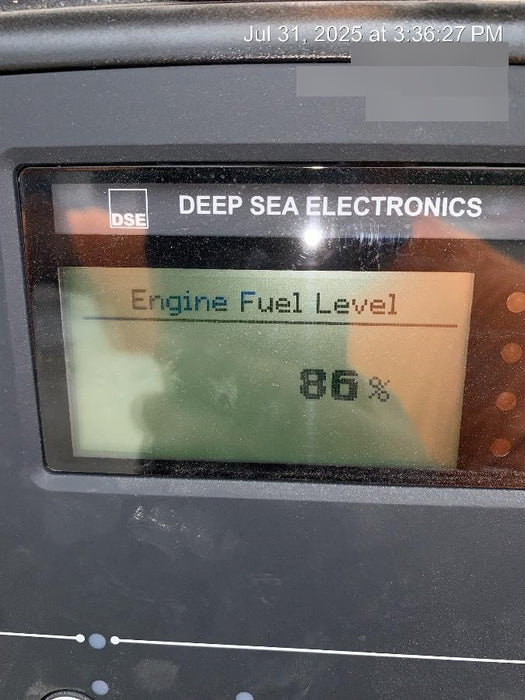 Jul 31, 2025 at 3:36:27 PM
DSE
DEEP SEA ELECTRONICS
Engine Fuel Level
86 %